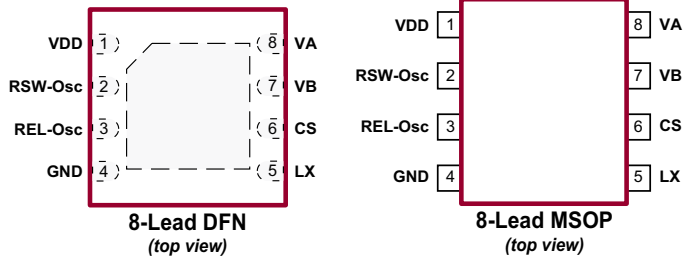 VDD 1 8 VA
RSW-Osc 2 7 VB
REL-Osc 3 6 CS
GND 4 5 LX
8-Lead DFN
(top view)
VDD 1 8 VA
RSW-Osc 2 7 VB
REL-Osc 3 6 CS
GND 4 5 LX
8-Lead MSOP
(top view)